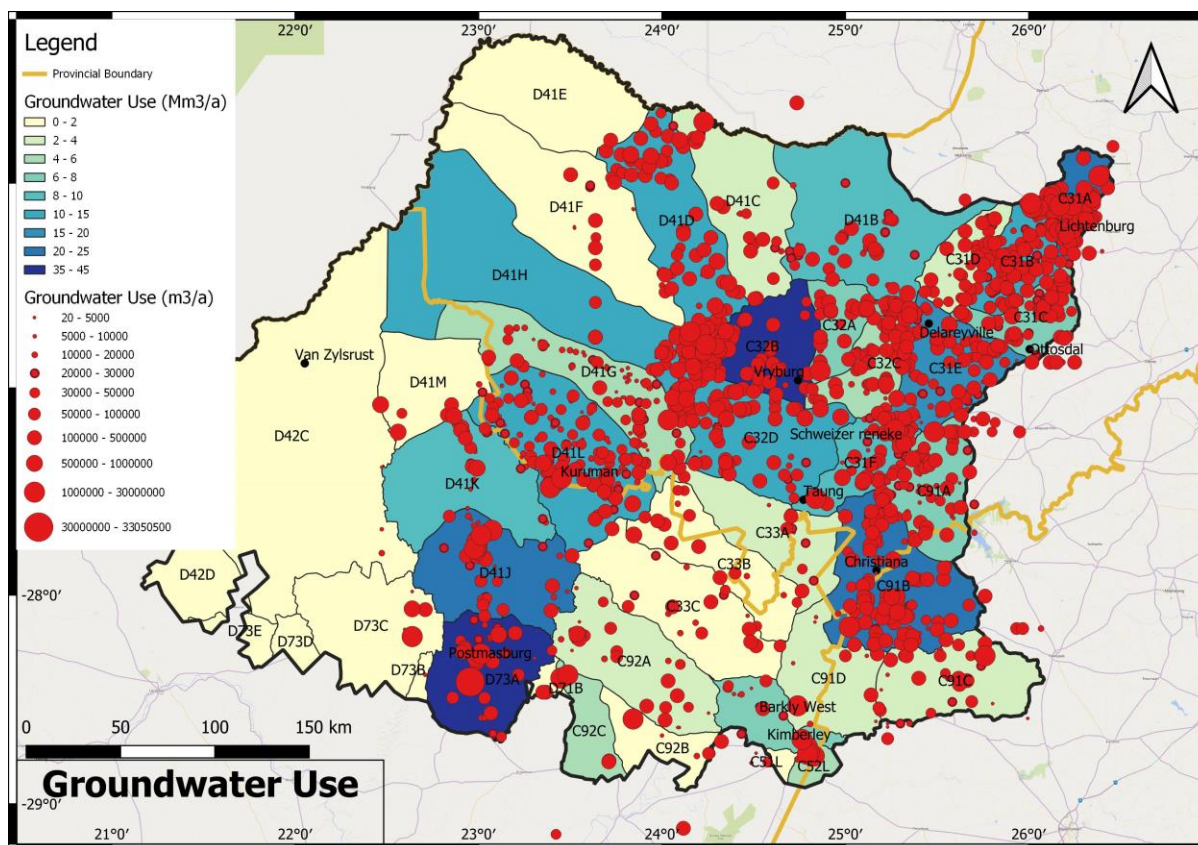 22°0′ 23°0′ 24°0′ 25°0′ 26°0′
Legend
Provincial Boundary
Groundwater Use (Mm3/a)
0 - 2
2 - 4
4 - 6
6 - 8
8 - 10
10 - 15
15 - 20
20 - 25
35 - 45
Groundwater Use (m3/a)
20 - 5000
5000 - 10000
10000 - 20000
20000 - 30000
30000 - 50000
50000 - 100000
100000 - 500000
500000 - 1000000
1000000 - 30000000
30000000 - 33050500
D41E
D41F
D41D
D41C
D41B
C31A
Lichtenburg
C31D
C31B
C31C
D41H
C32A
Delareyville
Ottosdal
C32B
Van Zylsrust
D41G
C32C
C31E
Vryburg
D41M
D42C
C32D
Schweizer reneke
D41L
C31F
Kuruman
D41K
C91A
Taung
C33A
Christiana
C33B
D41J
C91B
-28°0′
D42D
C33C
D73E
D73D
D73C
Postmasburg
C92A
D73B
D73A
D71B
C91D
C91C
Barkly West
C92C
Kimberley
C92B
C51L
C52L
0 50 100 150 km
Groundwater Use
-29°0′
21°0′ 22°0′ 23°0′ 24°0′ 25°0′ 26°0′